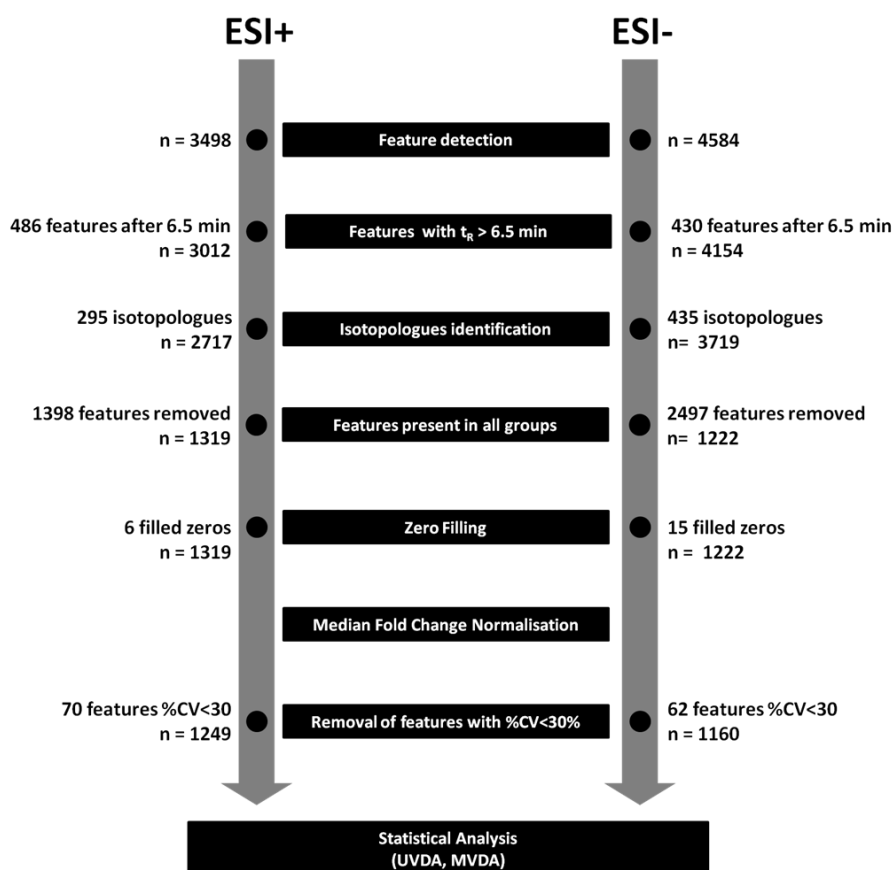 ESI+
ESI-
n = 3498
Feature detection
n = 4584
486 features after 6.5 min
n = 3012
Features with tR > 6.5 min
430 features after 6.5 min
n = 4154
295 isotopologues
n = 2717
Isotopologues identification
435 isotopologues
n= 3719
1398 features removed
n = 1319
Features present in all groups
2497 features removed
n= 1222
6 filled zeros
n = 1319
Zero Filling
15 filled zeros
n = 1222
Median Fold Change Normalisation
70 features %CV<30
n = 1249
Removal of features with %CV<30%
62 features %CV<30
n = 1160
Statistical Analysis
(UVDA, MVDA)